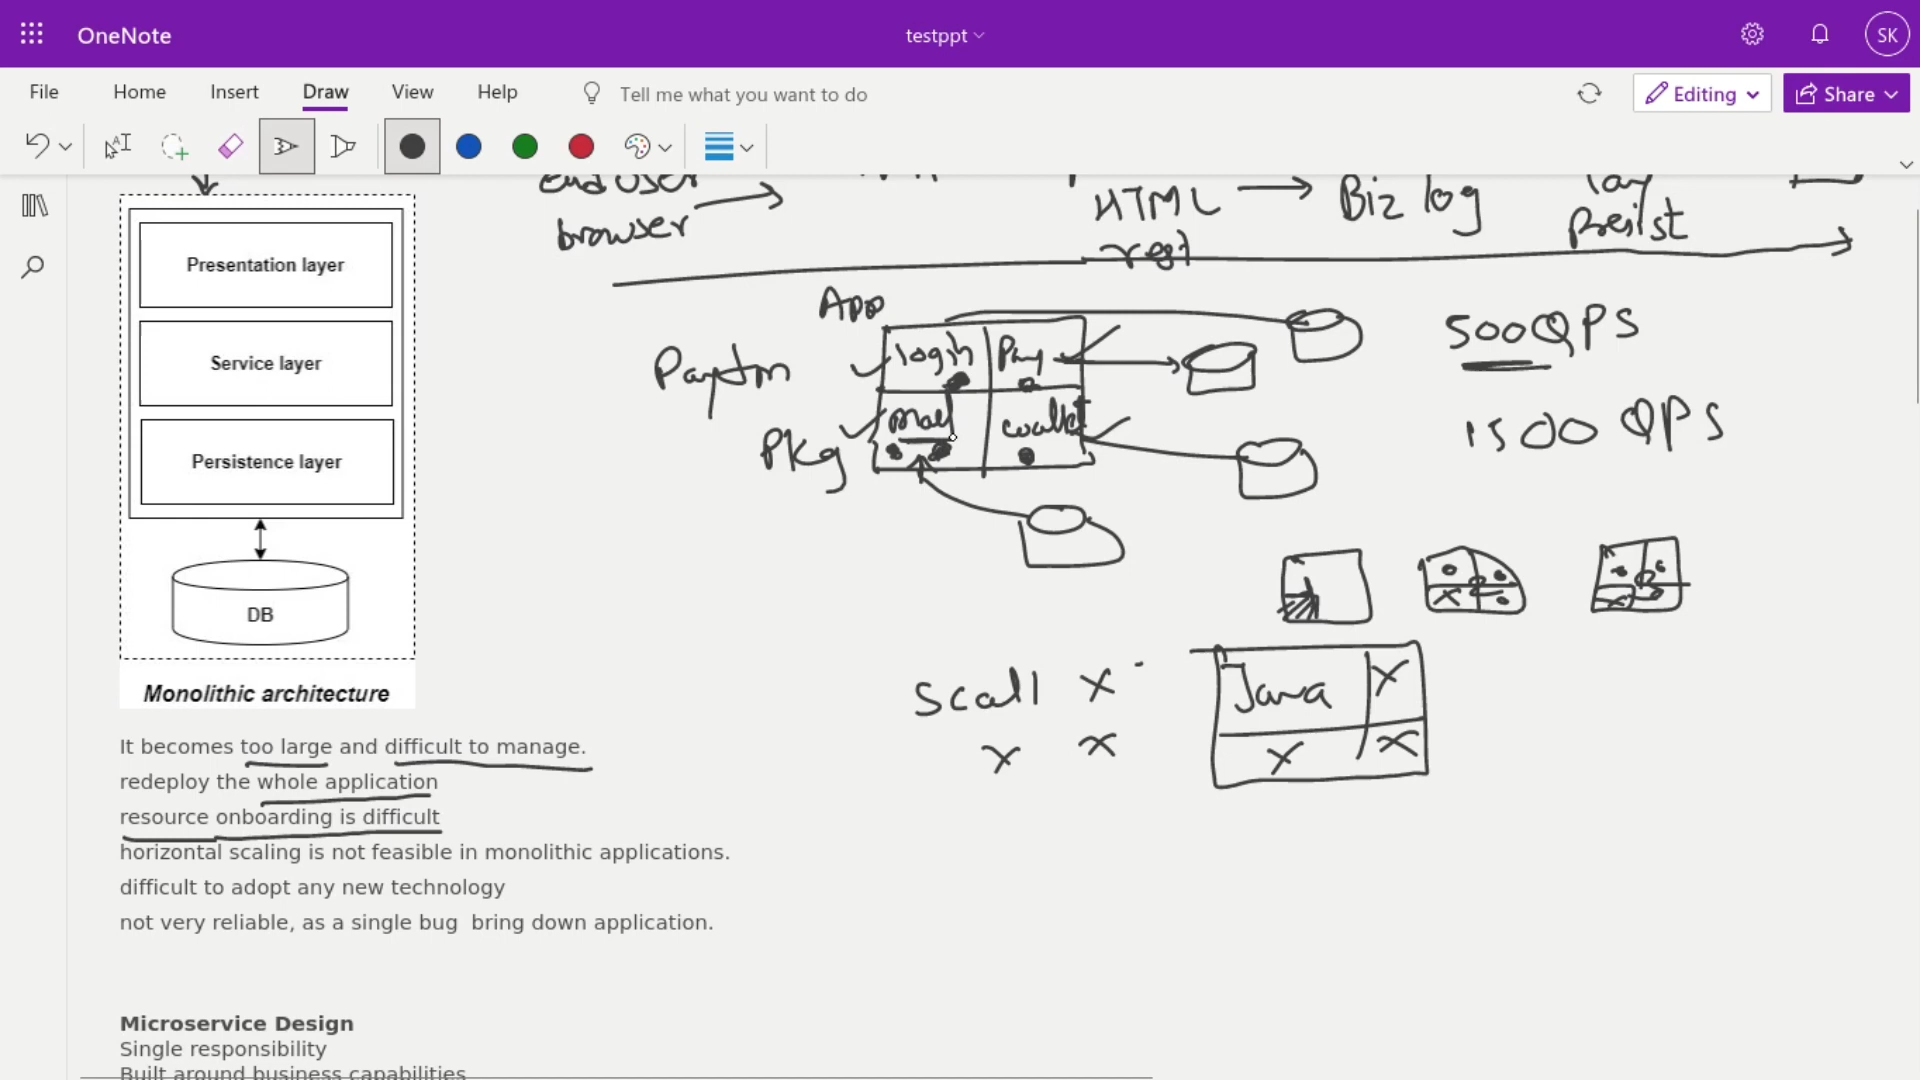 OneNote
testppt
SK
File Home Insert Draw View Help Tell me what you want to do
Editing Share
AI
end user
browser
HTML
Biz log
lay
App
500QPS
login
Pay
Paytm
wallet
Pkg
1500 QPS
Presentation layer
Service layer
Persistence layer
DB
Monolithic architecture
X
X
Scall X
X X
Java X
X X
It becomes too large and difficult to manage.
redeploy the whole application
resource onboarding is difficult
horizontal scaling is not feasible in monolithic applications.
difficult to adopt any new technology
not very reliable, as a single bug bring down application.
Microservice Design
Single responsibility
Built around business capabilities